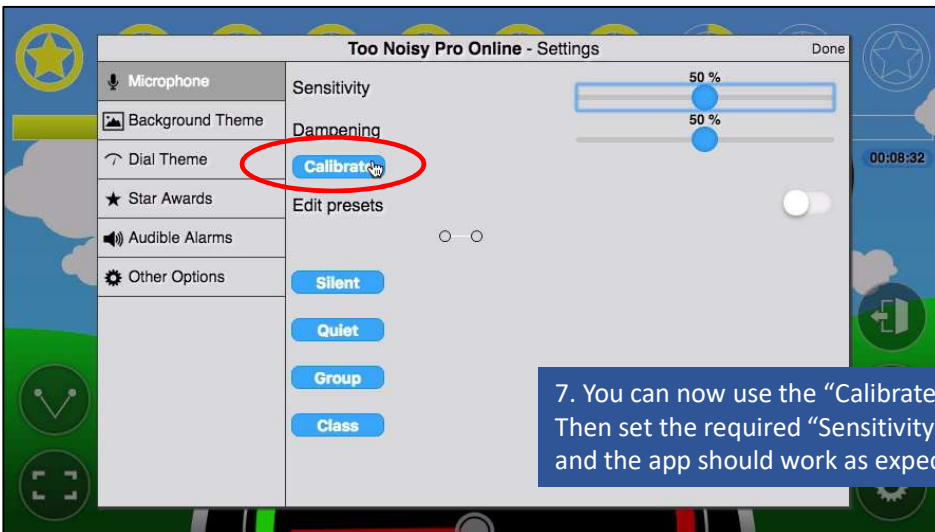 Too Noisy Pro Online - Settings
Done
Microphone
Background Theme
Dial Theme
Star Awards
Audible Alarms
Other Options
Sensitivity
50 %
Dampening
50 %
Calibrate
Edit presets
Silent
Quiet
Group
Class
00:08:32
7. You can now use the “Calibrate
Then set the required “Sensitivity
and the app should work as expec